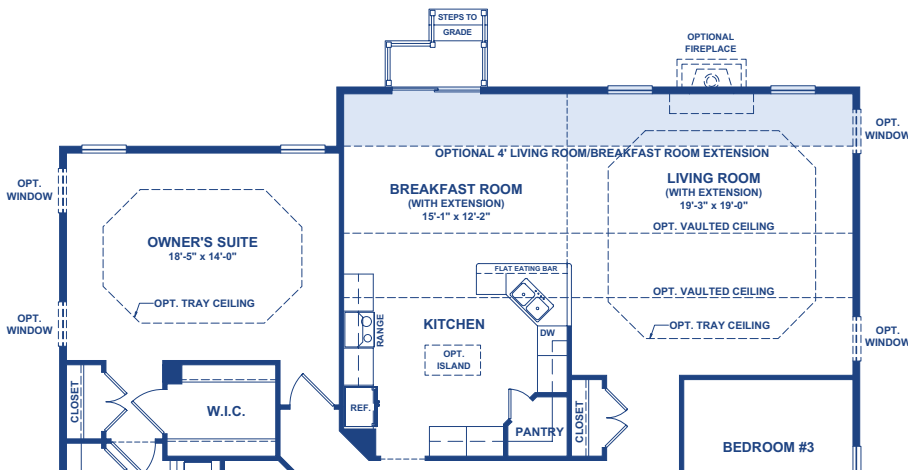 STEPS TO
GRADE
OPTIONAL
FIREPLACE
OPT.
WINDOW
OPTIONAL 4' LIVING ROOM/BREAKFAST ROOM EXTENSION
OPT.
WINDOW
BREAKFAST ROOM
(WITH EXTENSION)
15'-1" x 12'-2"
LIVING ROOM
(WITH EXTENSION)
19'-3" x 19'-0"
OPT. VAULTED CEILING
OWNER'S SUITE
18'-5" x 14'-0"
FLAT EATING BAR
OPT. VAULTED CEILING
OPT. TRAY CEILING
OPT.
WINDOW
RANGE
KITCHEN
DW
OPT. TRAY CEILING
OPT.
WINDOW
OPT.
ISLAND
CLOSET
W.I.C.
REF.
PANTRY
CLOSET
BEDROOM #3